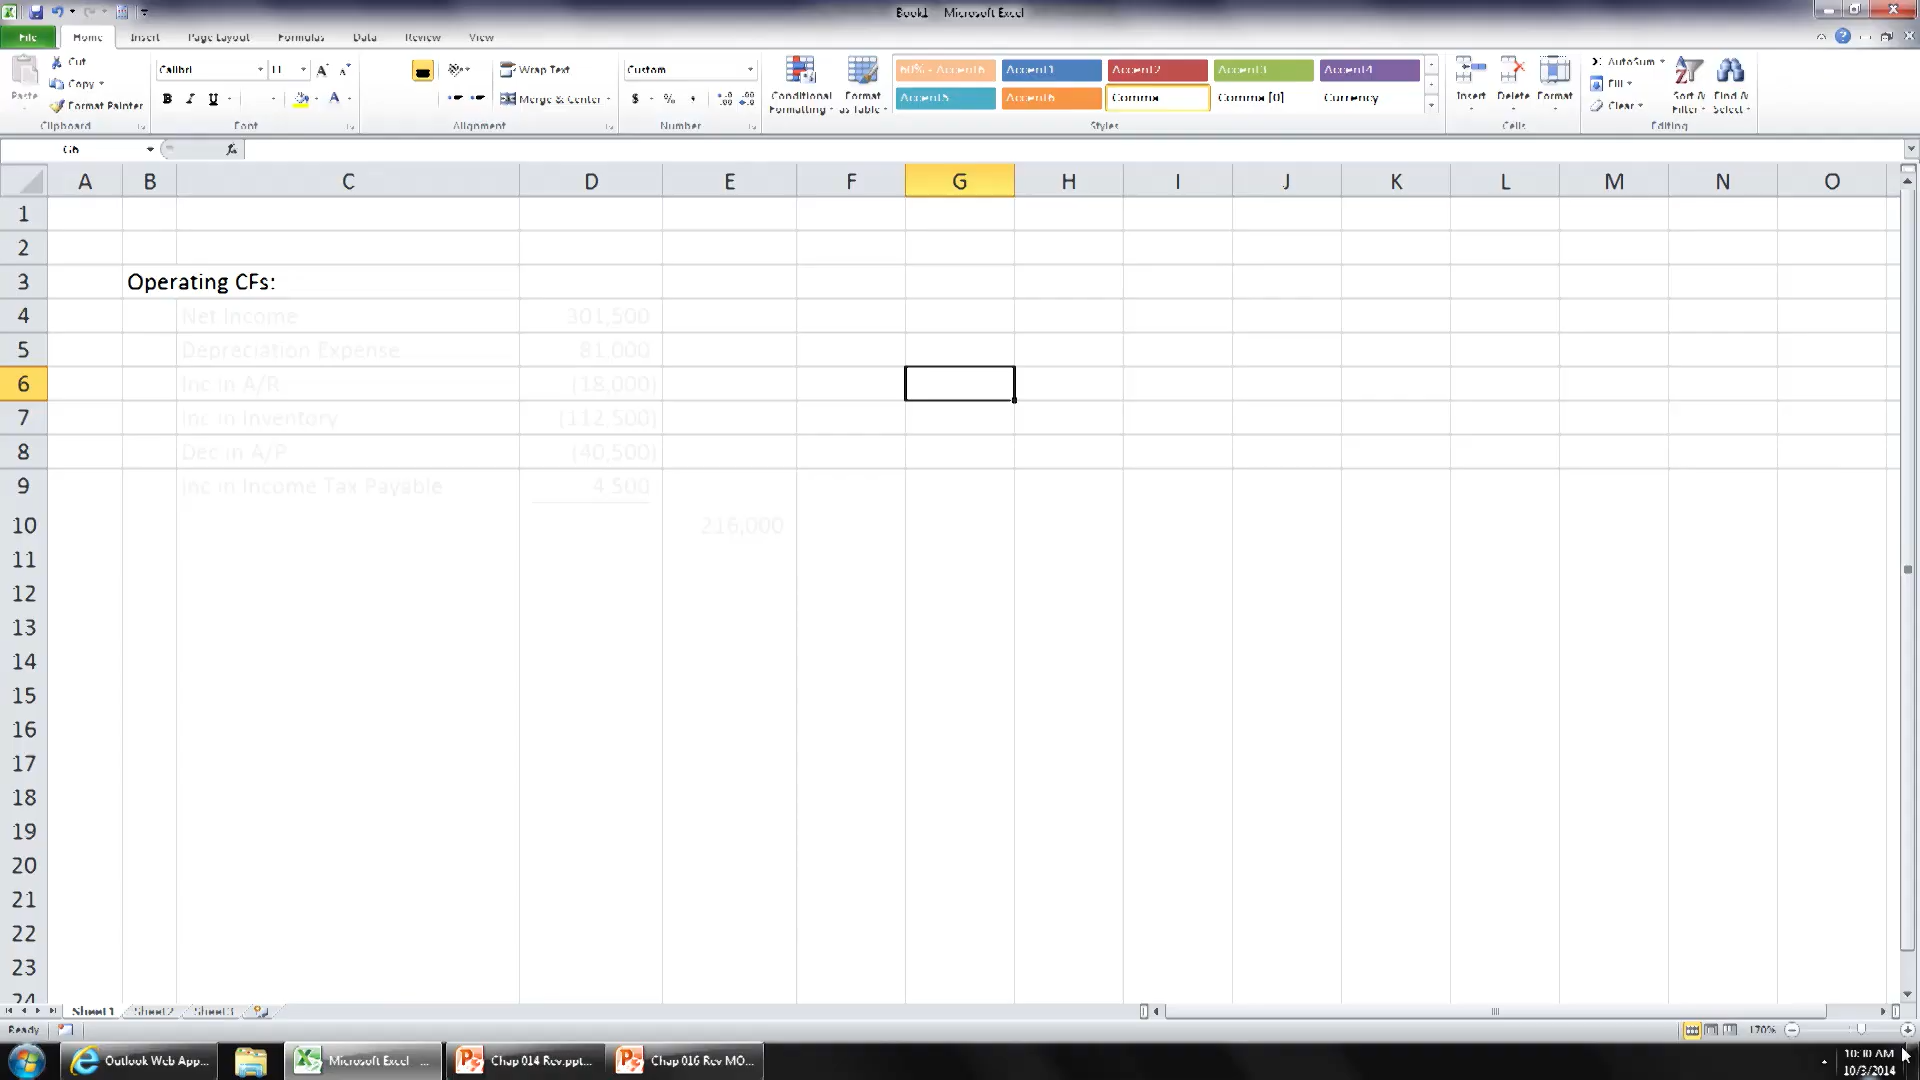 Book1 Microsoft Excel
File Home Insert Page Layout Formulas Data Review View
Paste Cut Copy Format Painter Clipboard
Calibri 11 B I U Font
Wrap Text Merge & Center Alignment
Custom $ % , Number
Conditional Formatting Format as Table
60% - Accent6 Accent1 Accent2 Accent3 Accent4
Accent5 Accent6 Comma Comma [0] Currency
Styles
Insert Delete Format Cells
AutoSum Fill Clear Sort & Filter Find & Select Editing
G6 fx
A B C D E F G H I J K L M N O
1
2
3 Operating CFs:
4 Net Income 301,500
5 Depreciation Expense 81,000
6 Inc in A/R (18,000)
7 Inc in Inventory (112,500)
8 Dec in A/P (40,500)
9 Inc in Income Tax Payable 4,500
10 216,000
11
12
13
14
15
16
17
18
19
20
21
22
23
24
Sheet1 Sheet2 Sheet3
Ready 170%
Outlook Web App... Microsoft Excel ... Chap 014 Rev.ppt... Chap 016 Rev MO...
10:30 AM
10/3/2014